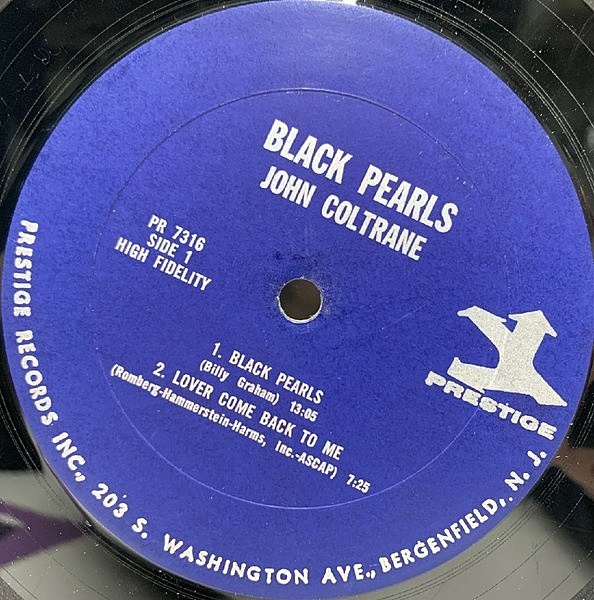 BLACK PEARLS
JOHN COLTRANE
PR 7316
SIDE 1
HIGH FIDELITY
1. BLACK PEARLS
(Billy Graham) 13:05
2. LOVER COME BACK TO ME
(Romberg-Hammerstein-Harms, Inc.-ASCAP) 7:25
PRESTIGE
PRESTIGE RECORDS INC., 203 S. WASHINGTON AVE., BERGENFIELD, N. J.